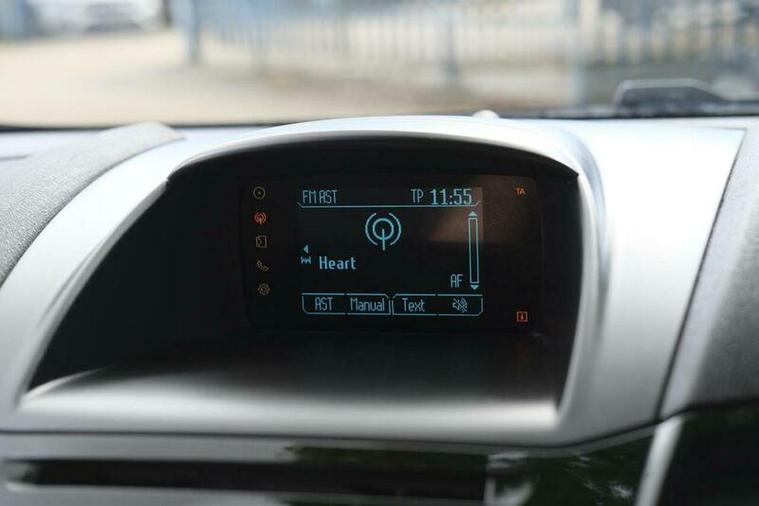 FM AST TP 11:55 TA
Heart
AF
AST Manual Text